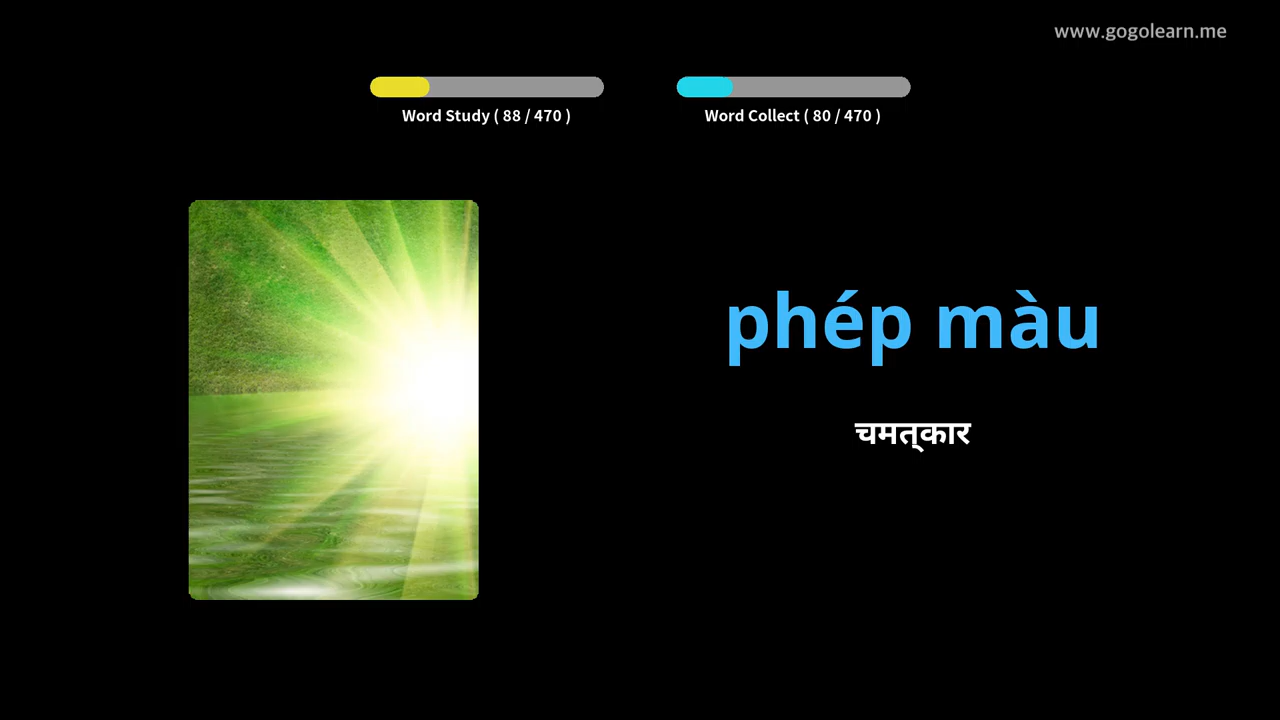 www.gogolearn.me
Word Study ( 88 / 470 )
Word Collect ( 80 / 470 )
phép màu
चमत्कार